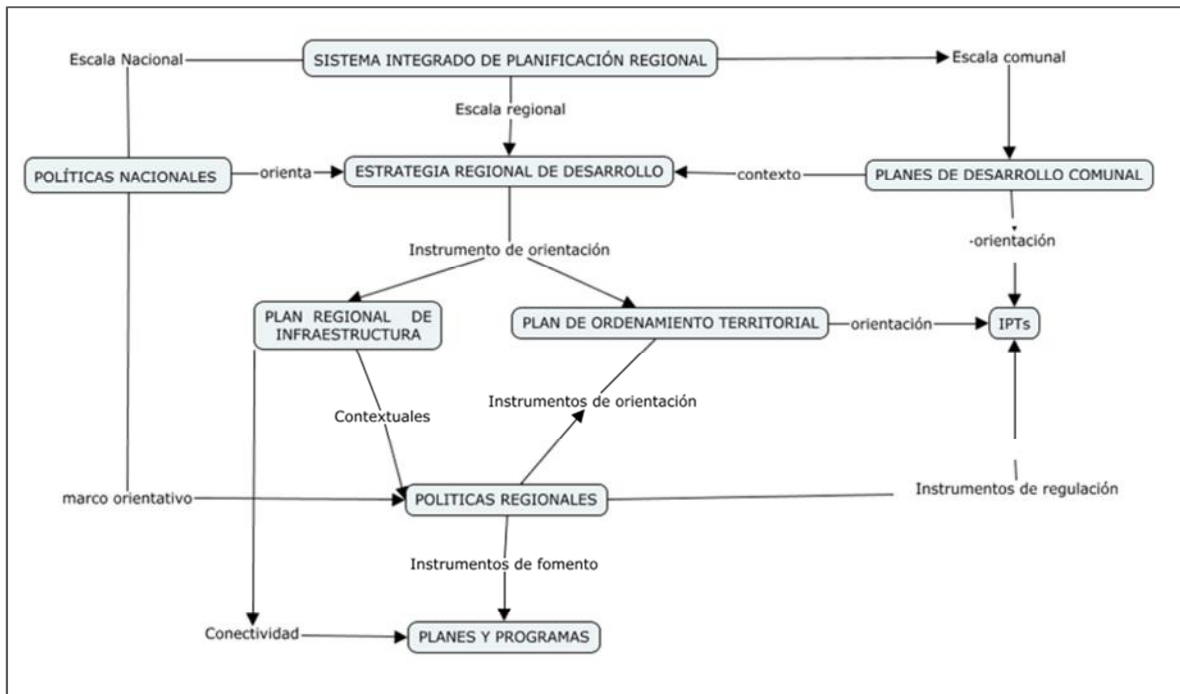 Escala Nacional
SISTEMA INTEGRADO DE PLANIFICACIÓN REGIONAL
Escala comunal
Escala regional
POLÍTICAS NACIONALES
orienta
ESTRATEGIA REGIONAL DE DESARROLLO
contexto
PLANES DE DESARROLLO COMUNAL
Instrumento de orientación
-orientación
PLAN REGIONAL DE
INFRAESTRUCTURA
PLAN DE ORDENAMIENTO TERRITORIAL
orientación
IPTs
Contextuales
Instrumentos de orientación
marco orientativo
POLITICAS REGIONALES
Instrumentos de regulación
Instrumentos de fomento
Conectividad
PLANES Y PROGRAMAS